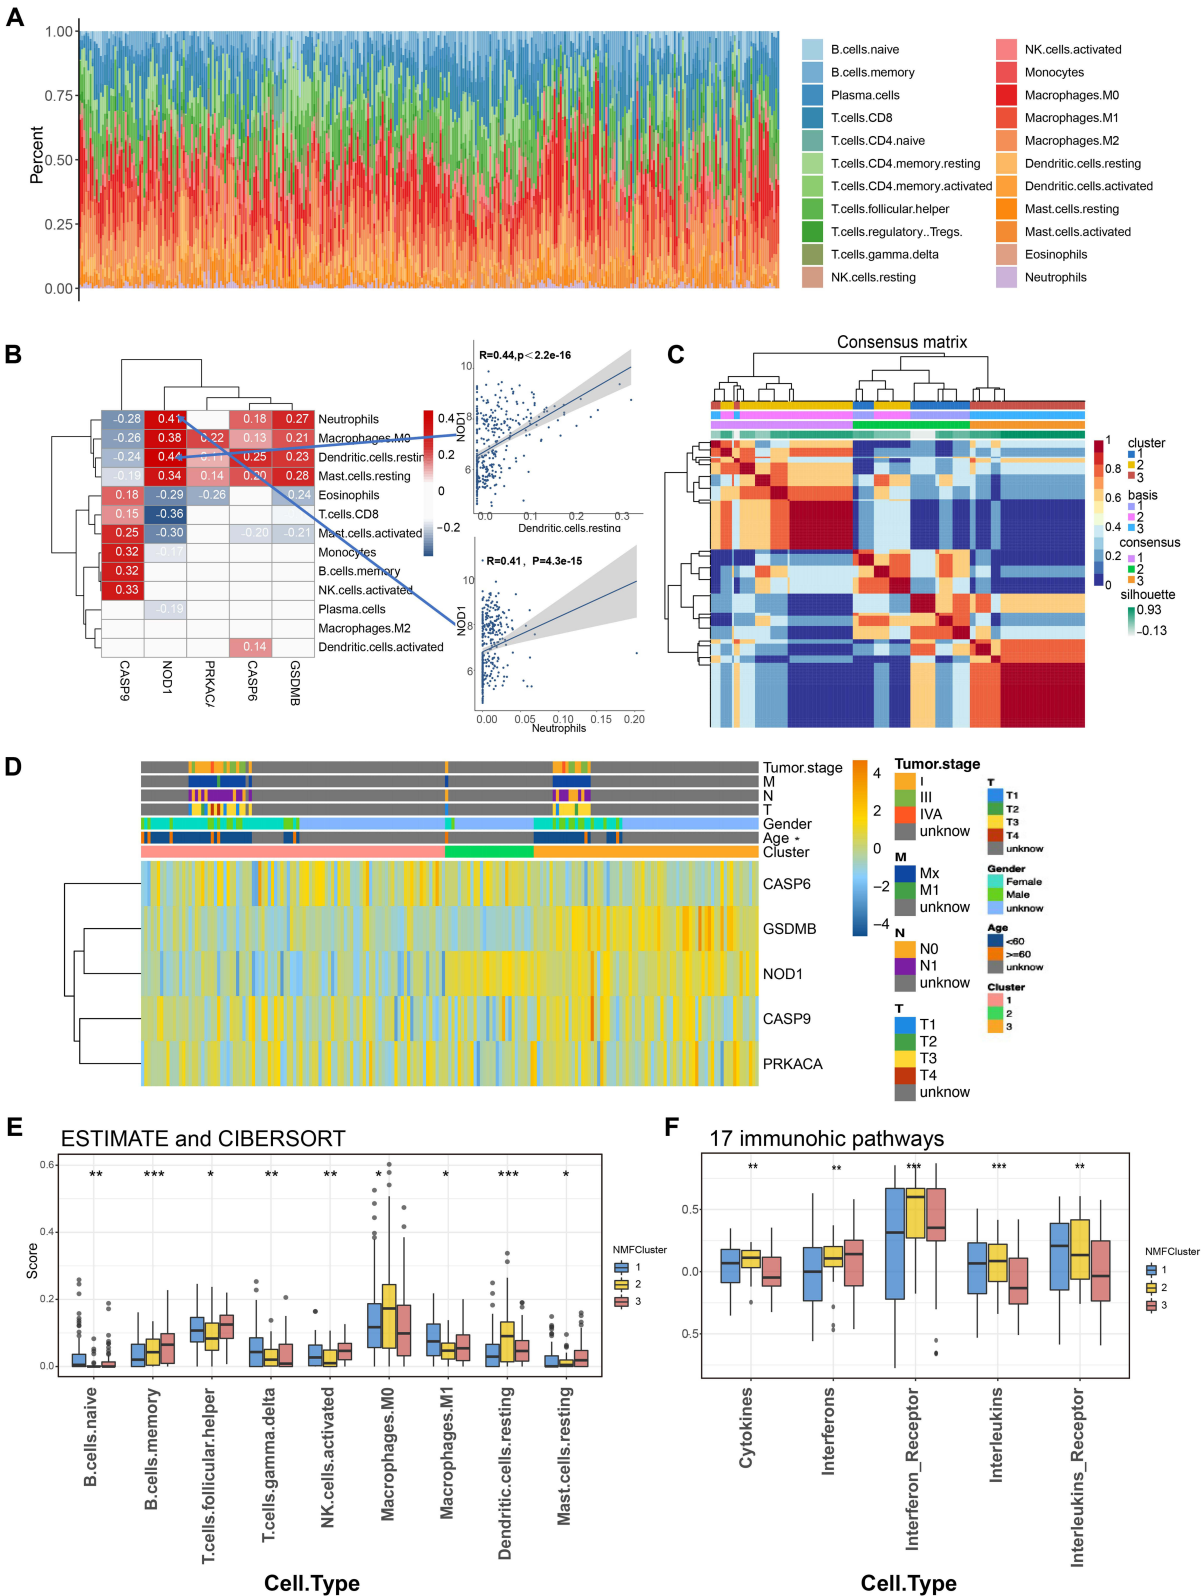 A
1.00
0.75
0.50
0.25
0.00
Percent
B.cells.naive
B.cells.memory
Plasma.cells
T.cells.CD8
T.cells.CD4.naive
T.cells.CD4.memory.resting
T.cells.CD4.memory.activated
T.cells.follicular.helper
T.cells.regulatory..Tregs.
T.cells.gamma.delta
NK.cells.resting
NK.cells.activated
Monocytes
Macrophages.M0
Macrophages.M1
Macrophages.M2
Dendritic.cells.resting
Dendritic.cells.activated
Mast.cells.resting
Mast.cells.activated
Eosinophils
Neutrophils
B
-0.28 0.41 0.18 0.27 Neutrophils
-0.26 0.38 0.22 0.13 0.21 Macrophages.M0
-0.24 0.44 0.11 0.25 0.23 Dendritic.cells.restin
-0.19 0.34 0.14 0.20 0.28 Mast.cells.resting
0.18 -0.29 -0.26 -0.24 Eosinophils
0.15 -0.36 T.cells.CD8
0.25 -0.30 -0.20 -0.21 Mast.cells.activated
0.32 -0.17 Monocytes
0.32 B.cells.memory
0.33 NK.cells.activated
-0.19 Plasma.cells
Macrophages.M2
0.14 Dendritic.cells.activated
CASP9
NOD1
PRKACA
CASP6
GSDMB
0.4
0.2
0
-0.2
R=0.44,p<2.2e-16
10
8
6
NOD1
0.0 0.1 0.2 0.3
Dendritic.cells.resting
R=0.41, P=4.3e-15
10
8
6
NOD1
0.00 0.05 0.10 0.15 0.20
Neutrophils
C
Consensus matrix
1
0.8
0.6
0.4
0.2
0
cluster
1
2
3
basis
1
2
3
consensus
1
2
3
silhouette
0.93
-0.13
D
Tumor.stage
M
N
T
Gender
Age *
Cluster
CASP6
GSDMB
NOD1
CASP9
PRKACA
4
2
0
-2
-4
Tumor.stage
I
III
IVA
unknow
M
Mx
M1
unknow
N
N0
N1
unknow
T
T1
T2
T3
T4
unknow
T
T1
T2
T3
T4
unknow
Gender
Female
Male
unknow
Age
<60
>=60
unknow
Cluster
1
2
3
E
ESTIMATE and CIBERSORT
0.6
0.4
0.2
0.0
Score
** *** * ** ** * * *** *
B.cells.naive
B.cells.memory
T.cells.follicular.helper
T.cells.gamma.delta
NK.cells.activated
Macrophages.M0
Macrophages.M1
Dendritic.cells.resting
Mast.cells.resting
Cell.Type
NMFCluster
1
2
3
F
17 immunohic pathways
0.5
0.0
0.5
** ** *** *** **
Cytokines
Interferons
Interferon_Receptor
Interleukins
Interleukins_Receptor
Cell.Type
NMFCluster
1
2
3